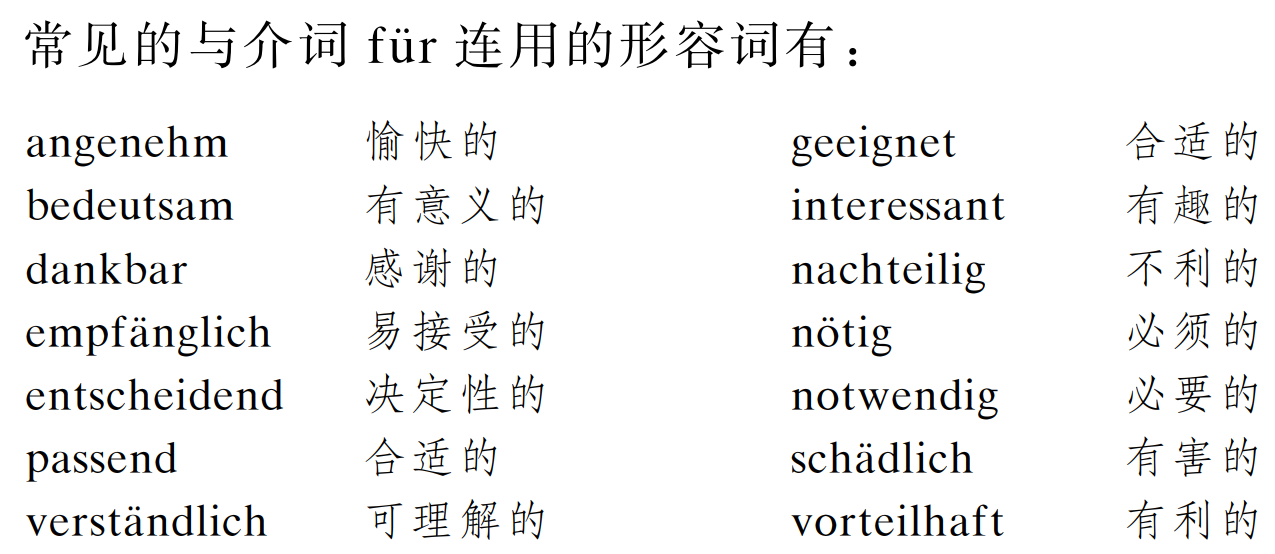 常见的与介词 für 连用的形容词有：
angenehm 愉快的 geeignet 合适的
bedeutsam 有意义的 interessant 有趣的
dankbar 感谢的 nachteilig 不利的
empfänglich 易接受的 nötig 必须的
entscheidend 决定性的 notwendig 必要的
passend 合适的 schädlich 有害的
verständlich 可理解的 vorteilhaft 有利的